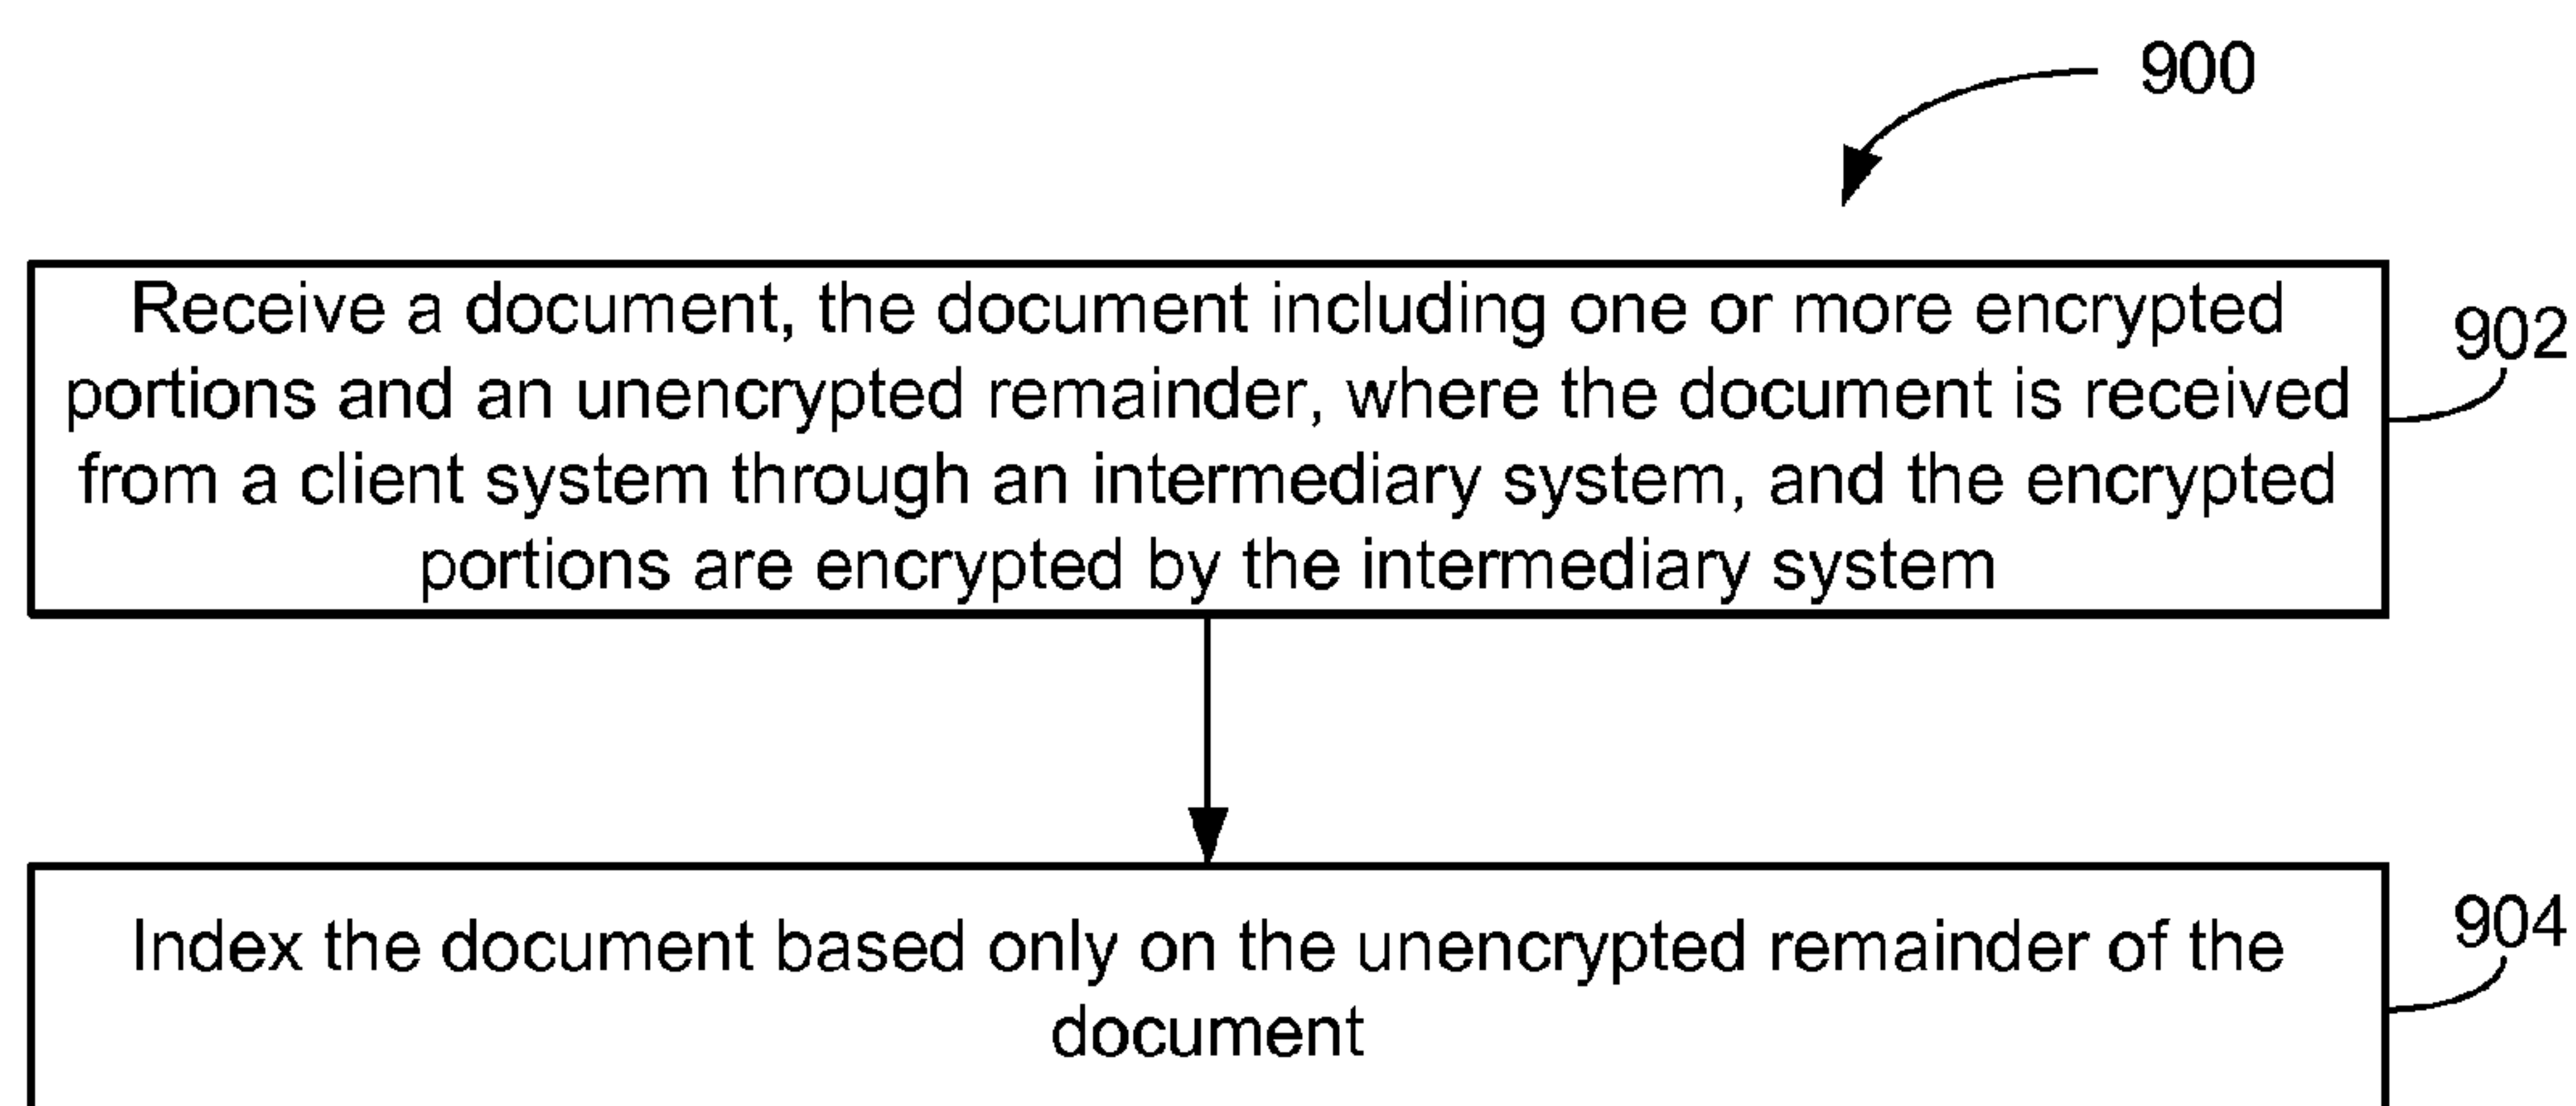 900
Receive a document, the document including one or more encrypted
portions and an unencrypted remainder, where the document is received
from a client system through an intermediary system, and the encrypted
portions are encrypted by the intermediary system
902
Index the document based only on the unencrypted remainder of the
document
904